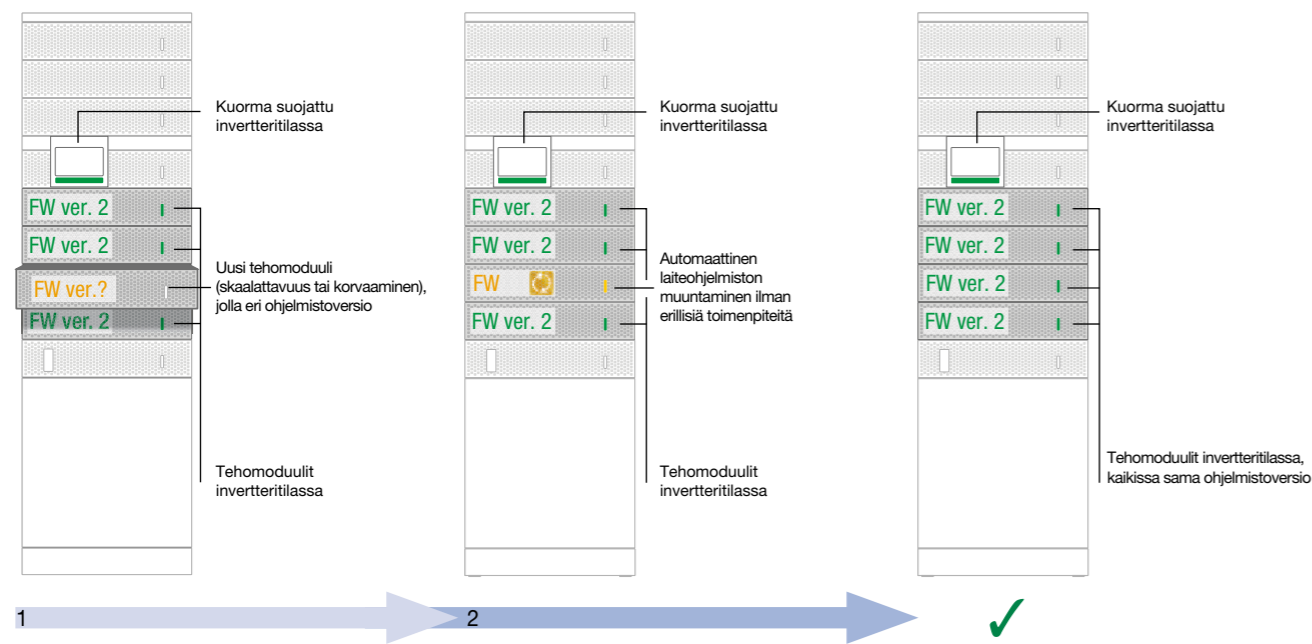 Kuorma suojattu
invertteritilassa
FW ver. 2
FW ver. 2
FW ver.?
FW ver. 2
Uusi tehomoduuli
(skaalattavuus tai korvaaminen),
jolla eri ohjelmistoversio
Tehomoduulit
invertteritilassa
Kuorma suojattu
invertteritilassa
FW ver. 2
FW ver. 2
FW
FW ver. 2
Automaattinen
laiteohjelmiston
muuntaminen ilman
erillisiä toimenpiteitä
Tehomoduulit
invertteritilassa
Kuorma suojattu
invertteritilassa
FW ver. 2
FW ver. 2
FW ver. 2
FW ver. 2
Tehomoduulit invertteritilassa,
kaikissa sama ohjelmistoversio
1
2